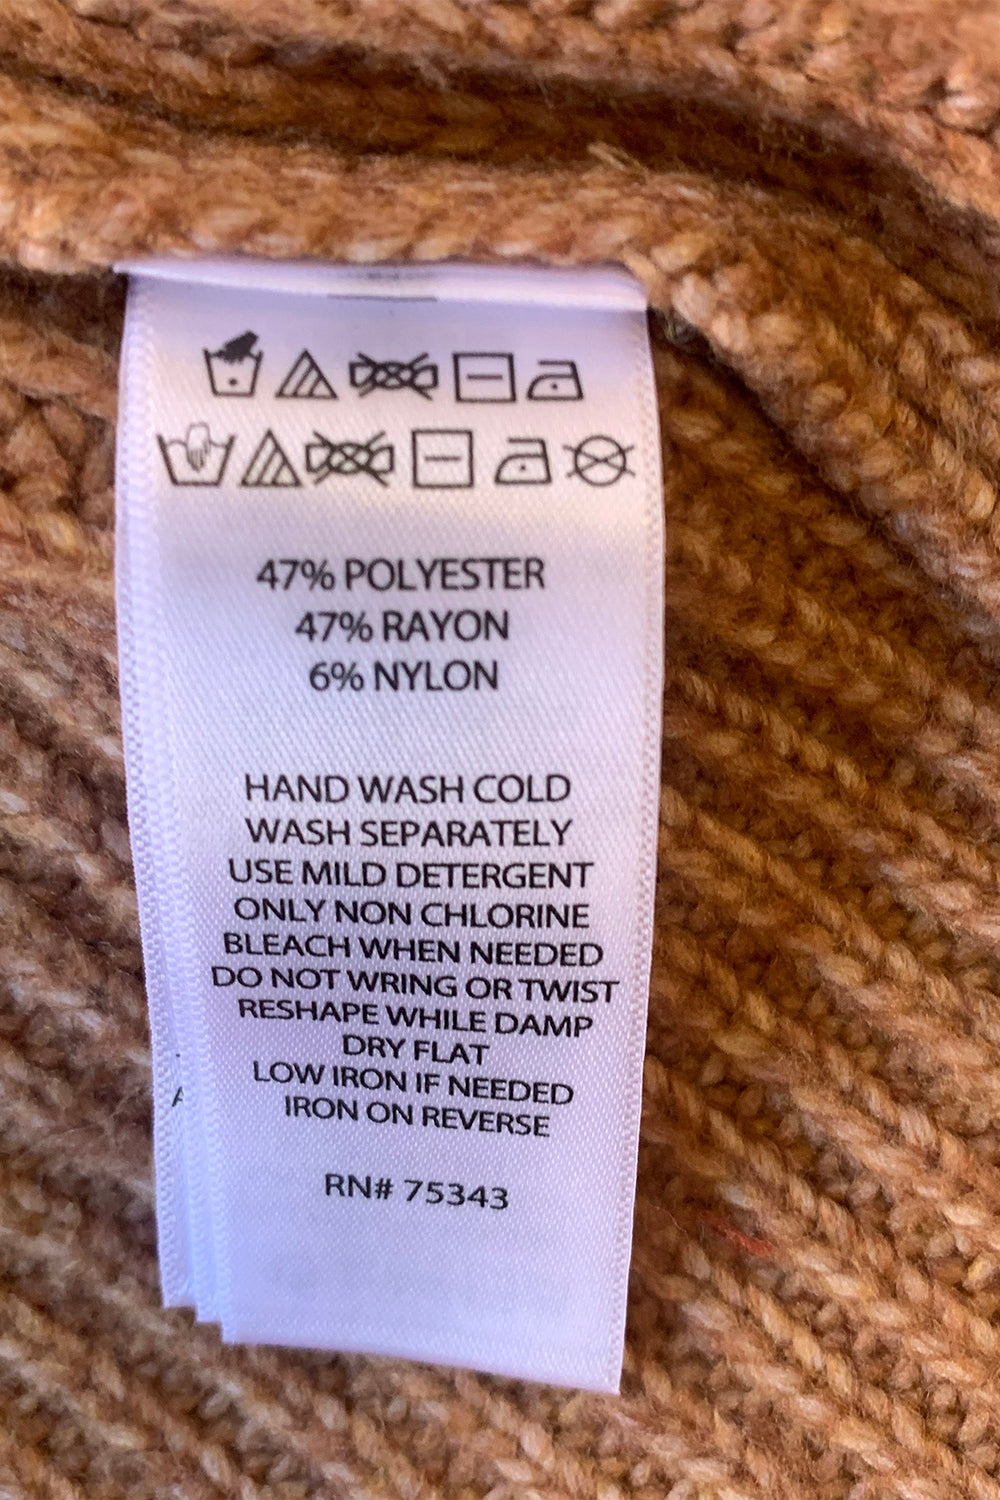 47% POLYESTER
47% RAYON
6% NYLON
HAND WASH COLD
WASH SEPARATELY
USE MILD DETERGENT
ONLY NON CHLORINE
BLEACH WHEN NEEDED
DO NOT WRING OR TWIST
RESHAPE WHILE DAMP
DRY FLAT
LOW IRON IF NEEDED
IRON ON REVERSE
RN# 75343